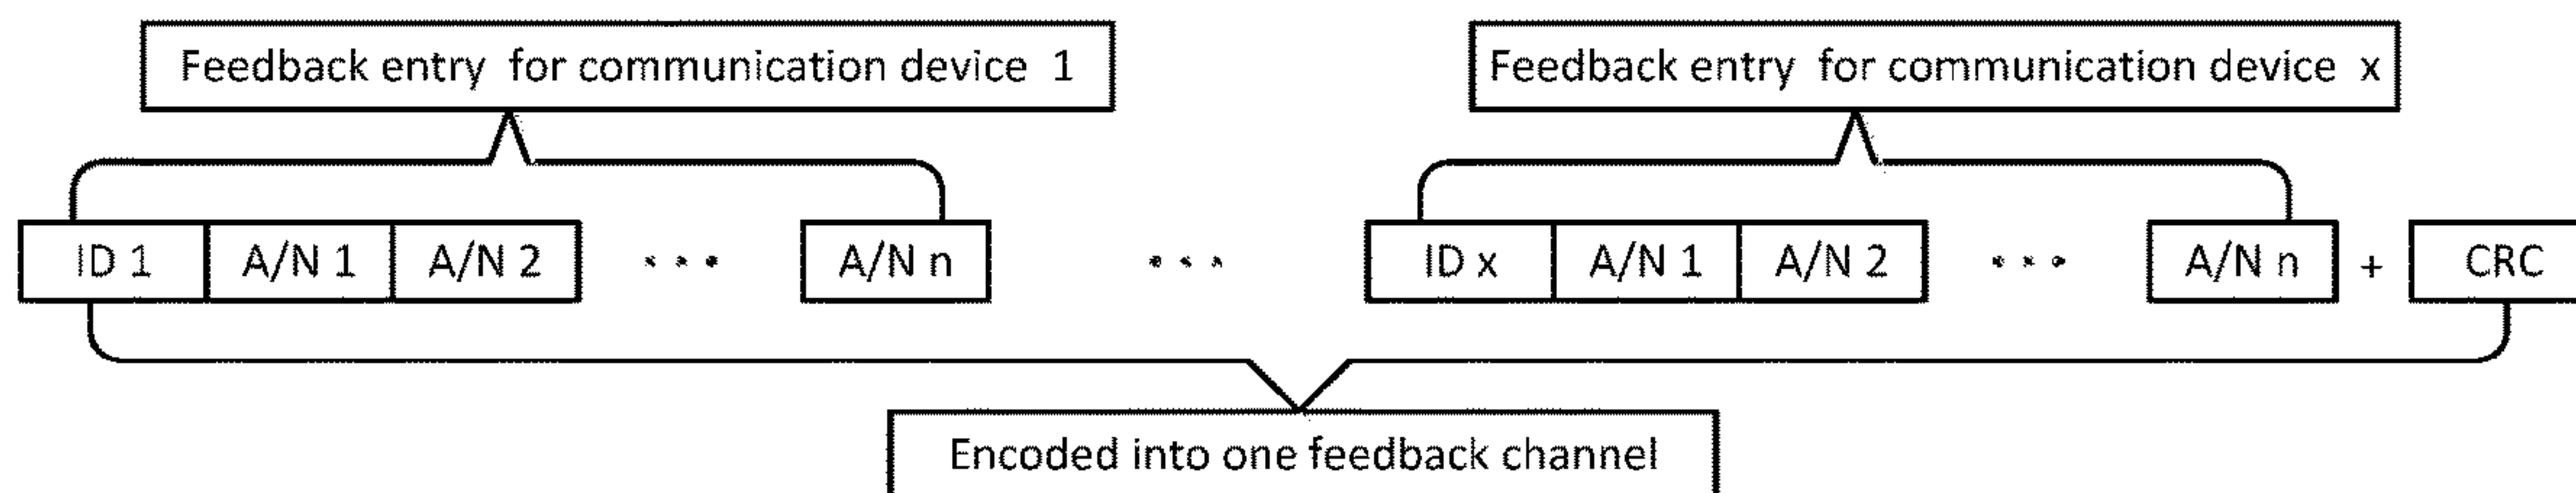 Feedback entry for communication device 1 Feedback entry for communication device x
ID 1 A/N 1 A/N 2 ... A/N n ... ID x A/N 1 A/N 2 ... A/N n + CRC
Encoded into one feedback channel